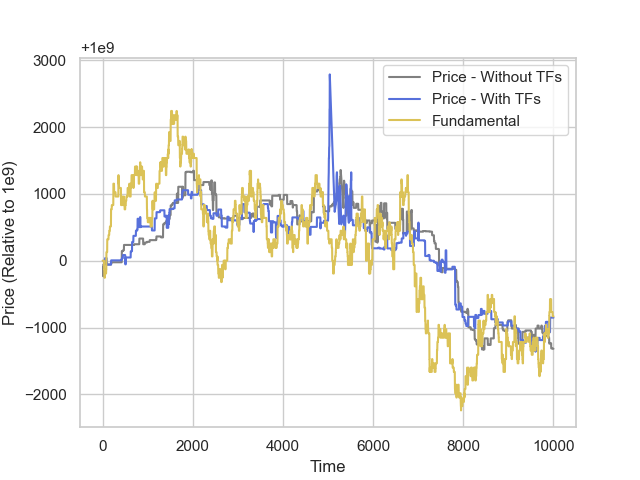 +1e9
3000
2000
1000
0
−1000
−2000
Price (Relative to 1e9)
Price - Without TFs
Price - With TFs
Fundamental
0 2000 4000 6000 8000 10000
Time